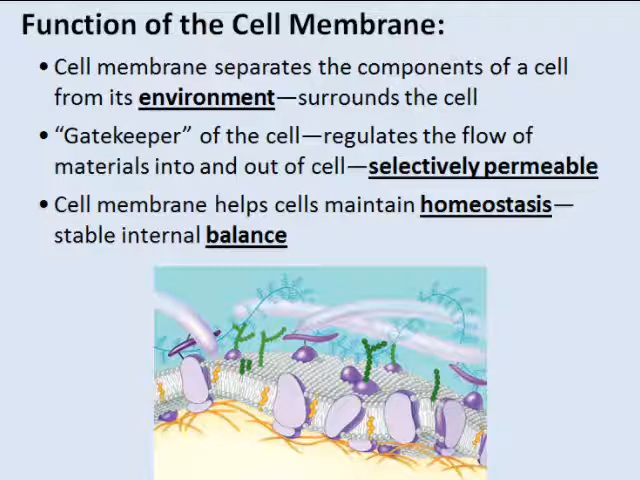 Function of the Cell Membrane:
• Cell membrane separates the components of a cell
from its environment—surrounds the cell
• “Gatekeeper” of the cell—regulates the flow of
materials into and out of cell—selectively permeable
• Cell membrane helps cells maintain homeostasis—
stable internal balance